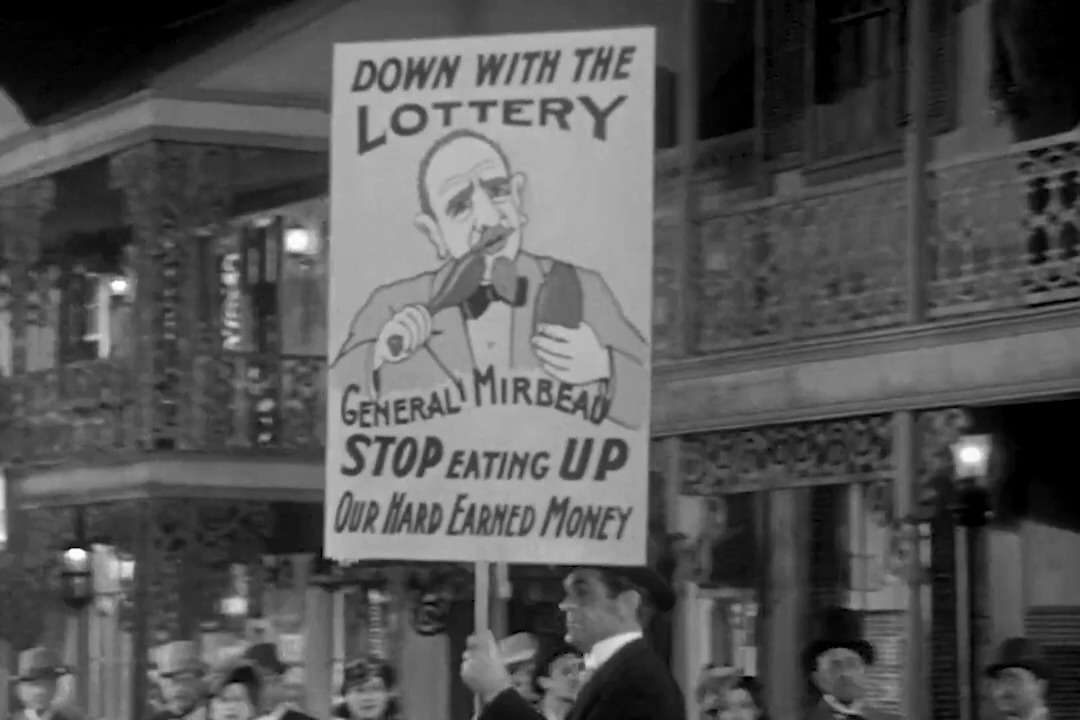 DOWN WITH THE
LOTTERY
GENERAL MIRBEAU
STOP EATING UP
OUR HARD EARNED MONEY